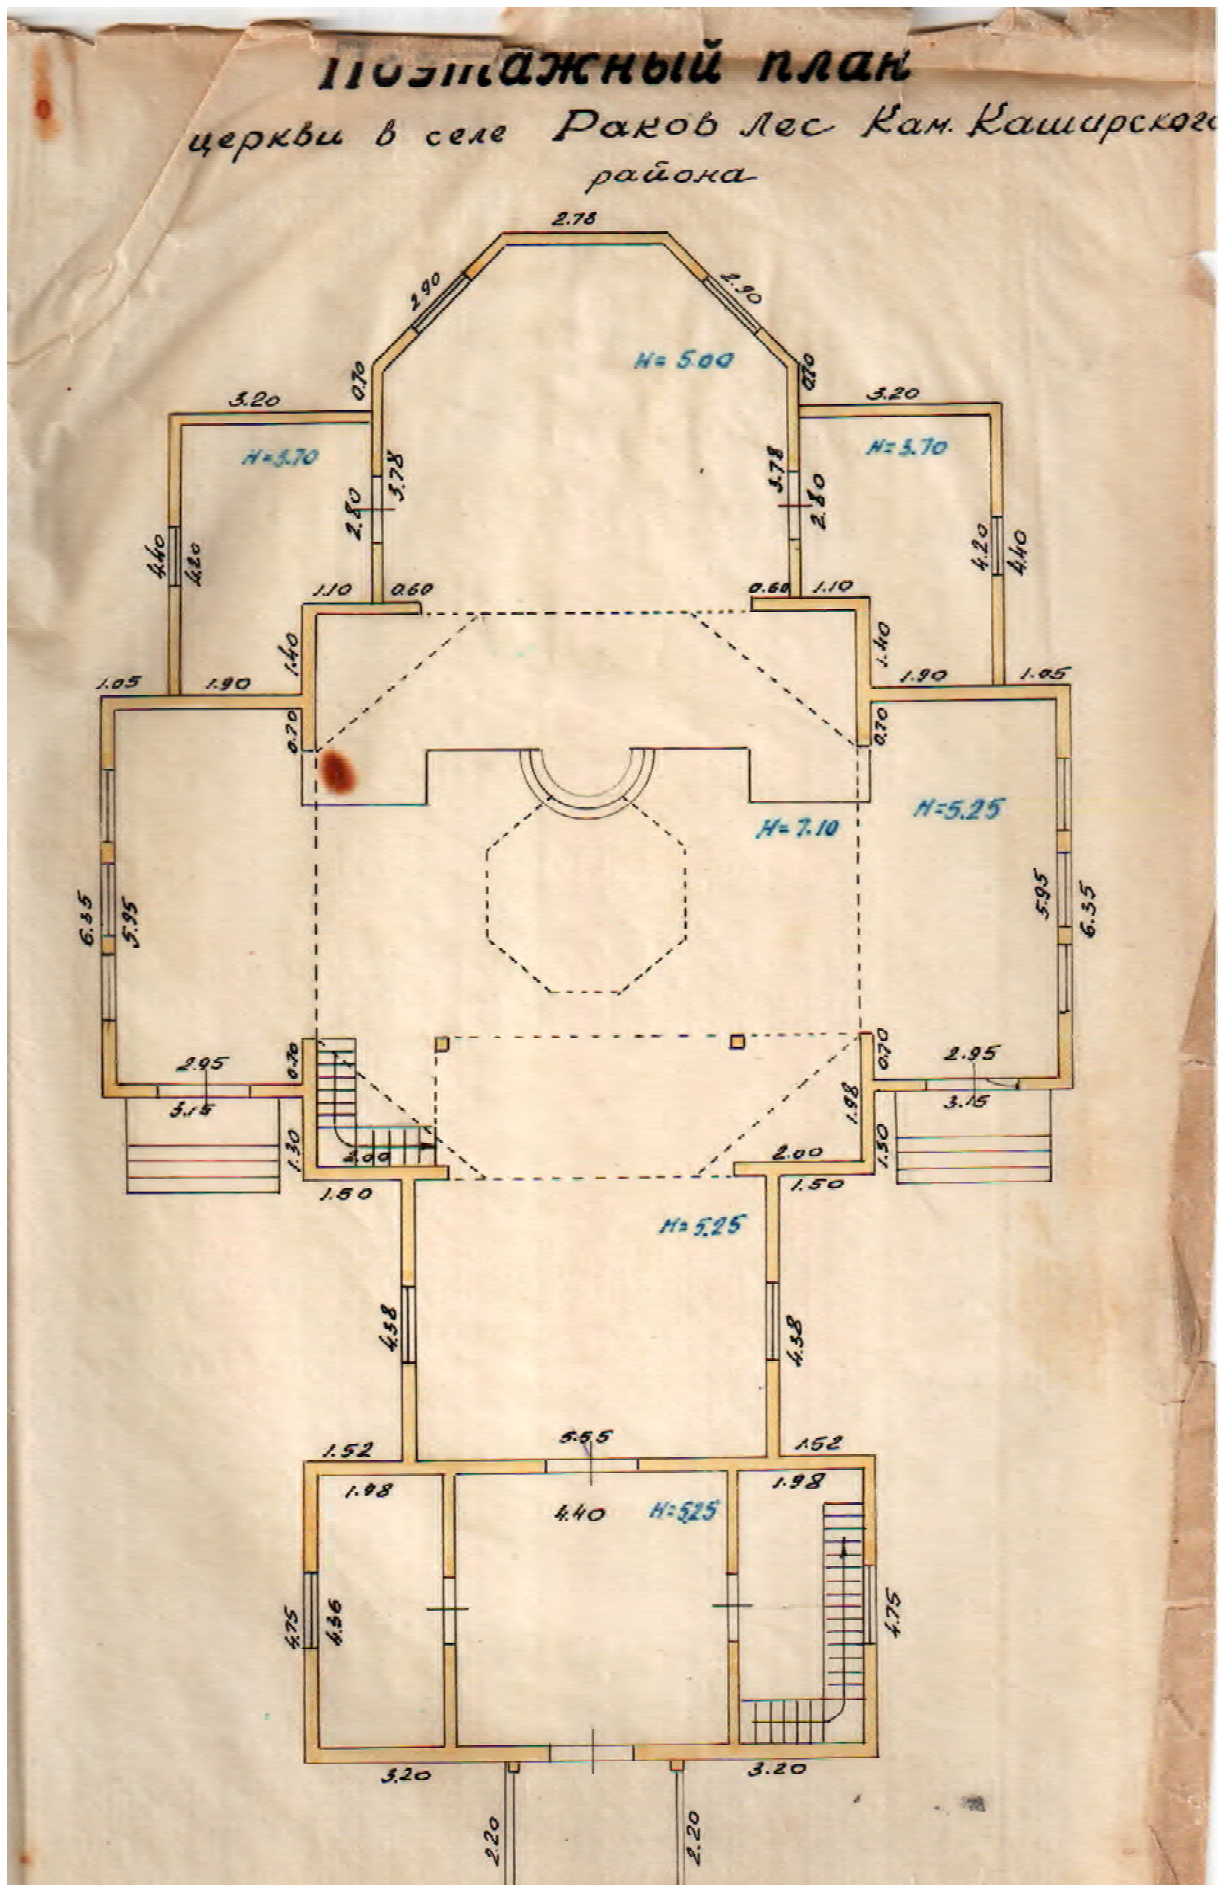 Поэтажный план
церкви в селе Раков Лес Кам. Каширского
района
2.78
2.90 2.90
H= 5.00
0.70 0.70
3.20 3.20
H=3.70 H=3.70
3.78 3.78
2.80 2.80
4.40 4.20 4.20 4.40
1.10 0.60 0.60 1.10
1.40 1.40
1.05 1.90 1.90 1.05
0.70 0.70
H=5.25
H=7.10
6.35 5.95 5.95 6.35
2.95 0.70 0.70 2.95
3.15 1.98 3.15
1.30 2.00 2.00 1.30
1.50 1.50
H=5.25
4.38 4.38
1.52 5.55 1.52
1.98 4.40 H=5.25 1.98
4.75 4.36 4.75
3.20 3.20
2.20 2.20